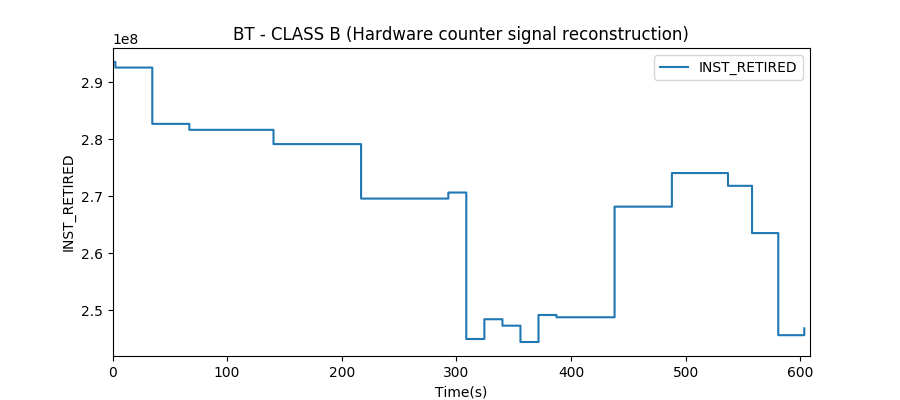 BT - CLASS B (Hardware counter signal reconstruction)
1e8
INST_RETIRED
2.9
2.8
2.7
2.6
2.5
INST_RETIRED
0 100 200 300 400 500 600
Time(s)